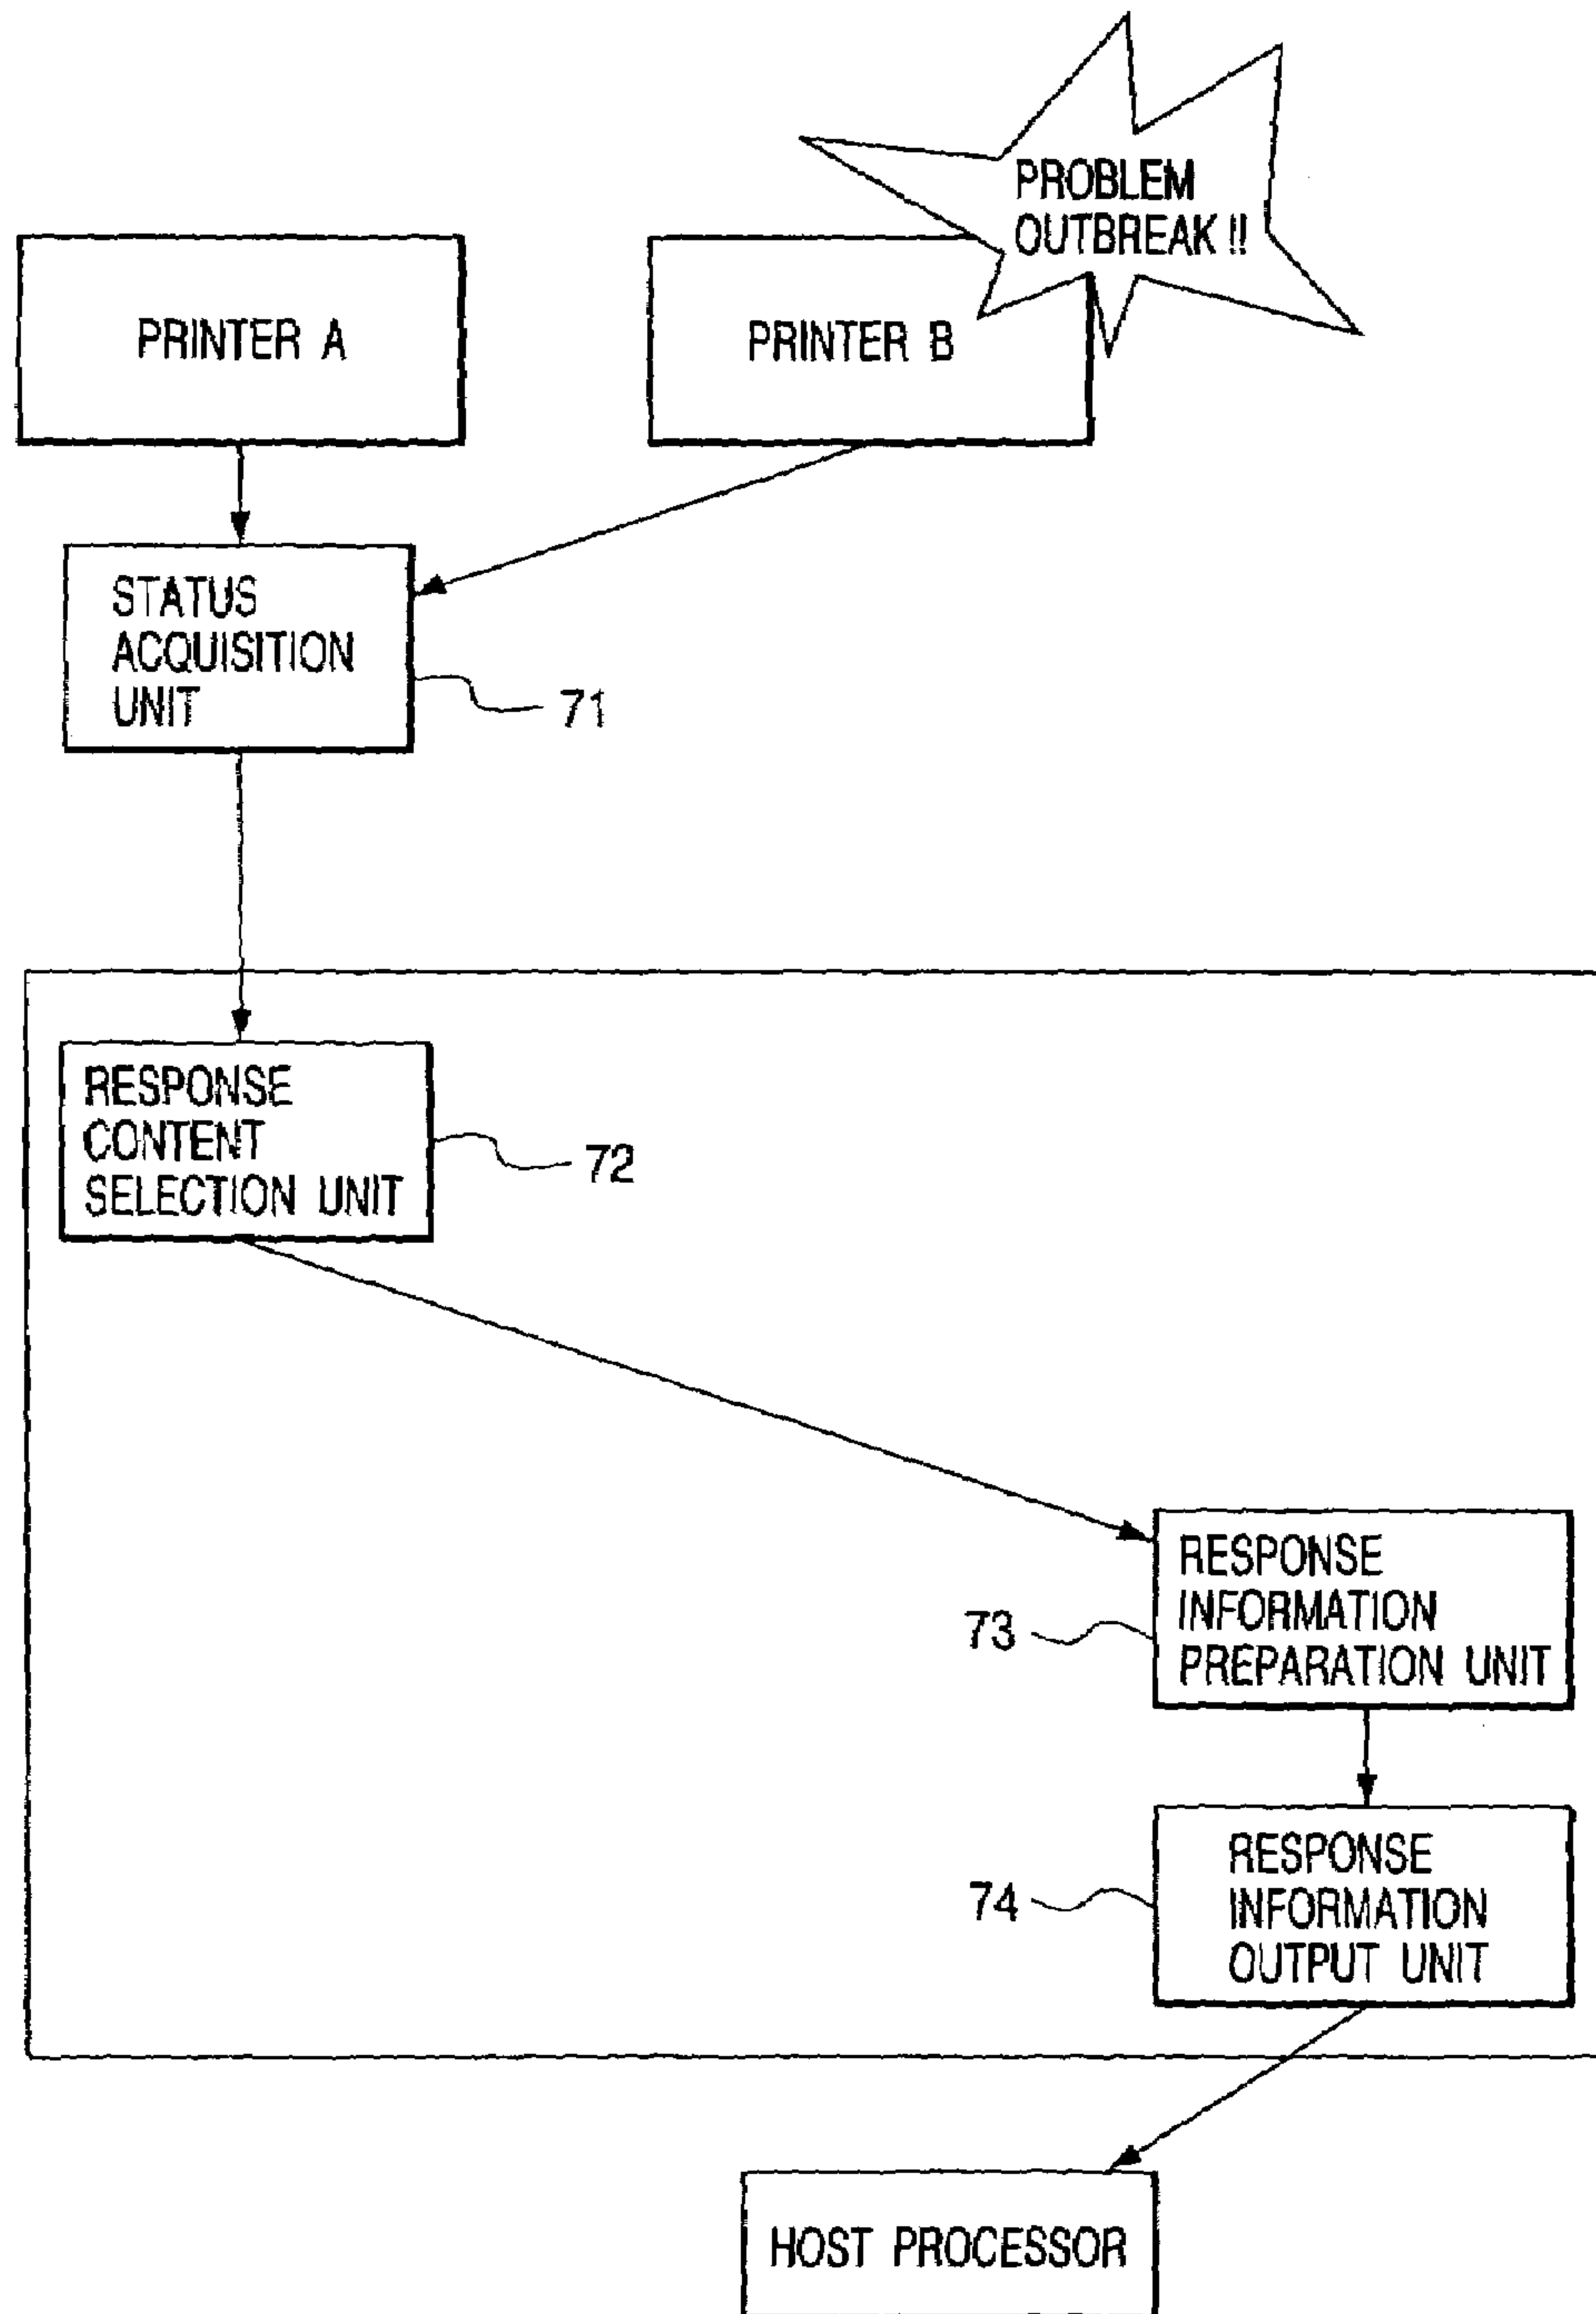 PROBLEM
OUTBREAK !!
PRINTER A
PRINTER B
STATUS
ACQUISITION
UNIT
71
RESPONSE
CONTENT
SELECTION UNIT
72
RESPONSE
INFORMATION
PREPARATION UNIT
73
RESPONSE
INFORMATION
OUTPUT UNIT
74
HOST PROCESSOR